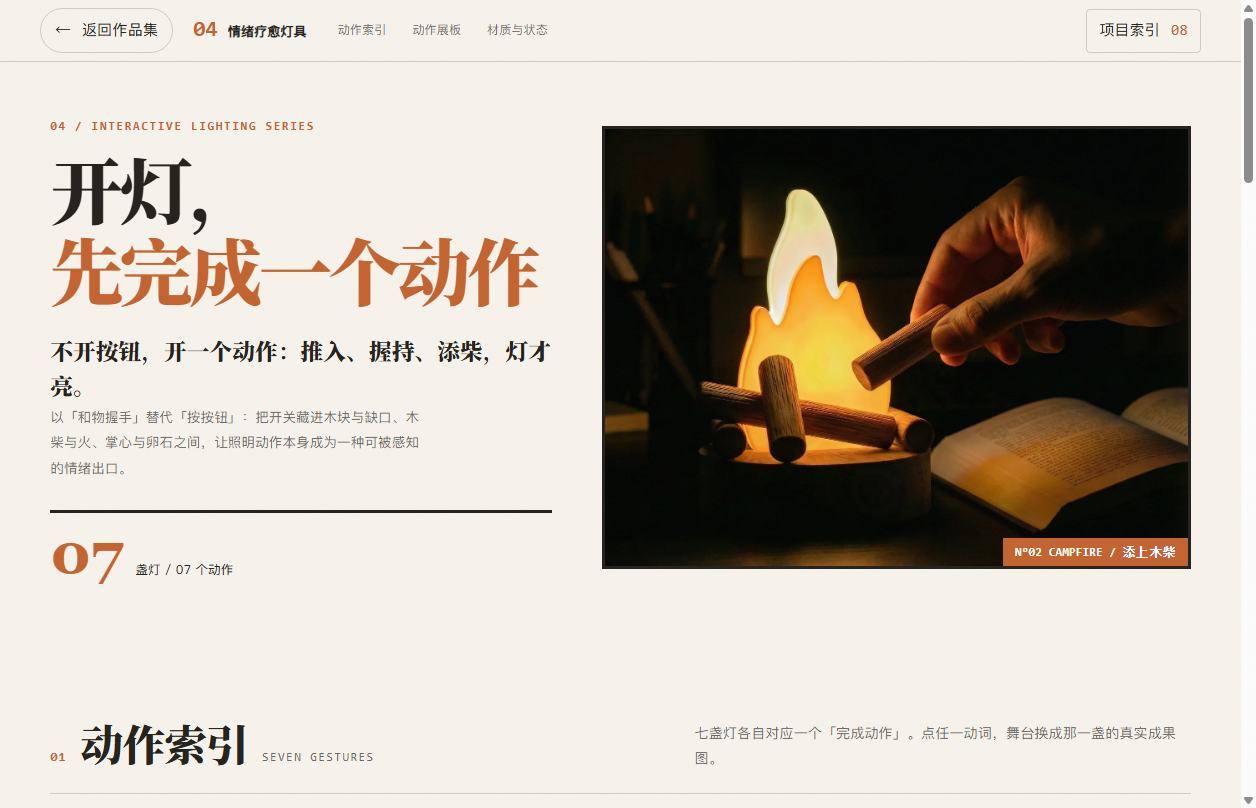 ← 返回作品集
04 情绪疗愈灯具
动作索引
动作展板
材质与状态
项目索引 08
04 / INTERACTIVE LIGHTING SERIES
开灯，
先完成一个动作
不开按钮，开一个动作：推入、握持、添柴，灯才
亮。
以「和物握手」替代「按按钮」：把开关藏进木块与缺口、木
柴与火、掌心与卵石之间，让照明动作本身成为一种可被感知
的情绪出口。
07 盏灯 / 07 个动作
Nº02 CAMPFIRE / 添上木柴
01 动作索引 SEVEN GESTURES
七盏灯各自对应一个「完成动作」。点任一动词，舞台换成那一盏的真实成果
图。